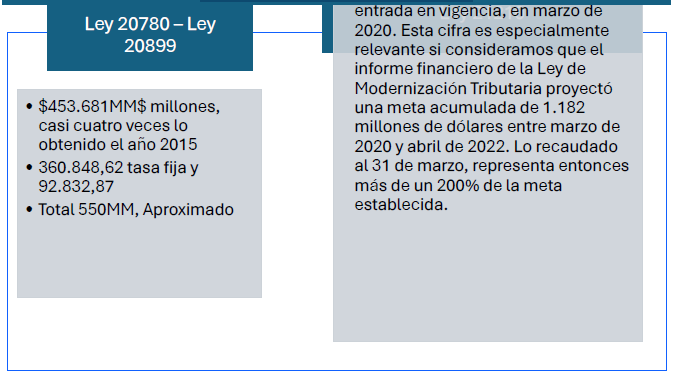 Ley 20780 – Ley
20899
• $453.681MM$ millones,
casi cuatro veces lo
obtenido el año 2015
• 360.848,62 tasa fija y
92.832,87
• Total 550MM, Aproximado
entrada en vigencia, en marzo de
2020. Esta cifra es especialmente
relevante si consideramos que el
informe financiero de la Ley de
Modernización Tributaria proyectó
una meta acumulada de 1.182
millones de dólares entre marzo de
2020 y abril de 2022. Lo recaudado
al 31 de marzo, representa entonces
más de un 200% de la meta
establecida.